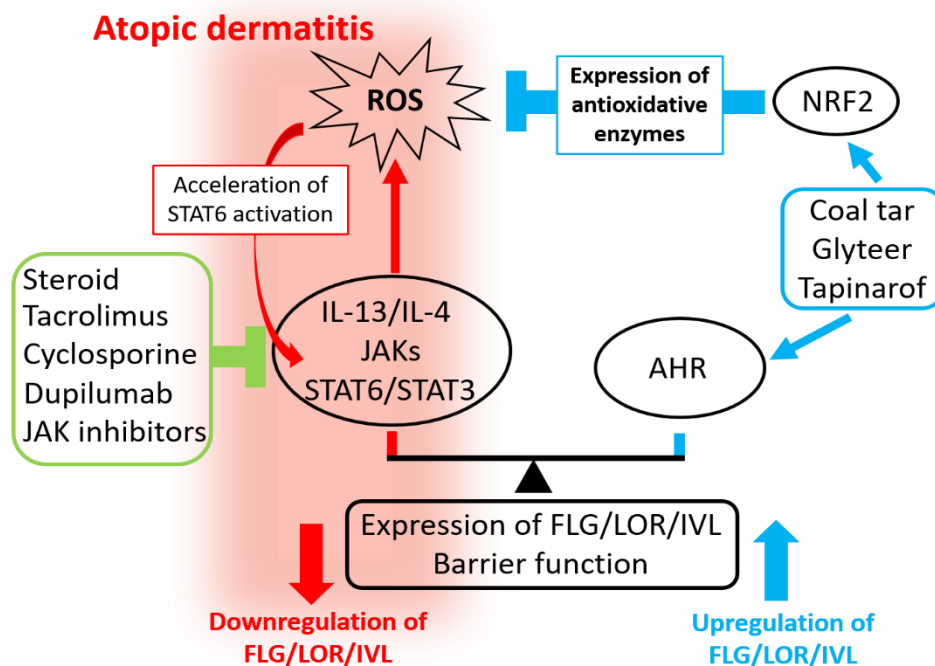 Atopic dermatitis
ROS
Expression of
antioxidative
enzymes
NRF2
Acceleration of
STAT6 activation
Coal tar
Glyteer
Tapinarof
Steroid
Tacrolimus
Cyclosporine
Dupilumab
JAK inhibitors
IL-13/IL-4
JAKs
STAT6/STAT3
AHR
Expression of FLG/LOR/IVL
Barrier function
Downregulation of
FLG/LOR/IVL
Upregulation of
FLG/LOR/IVL